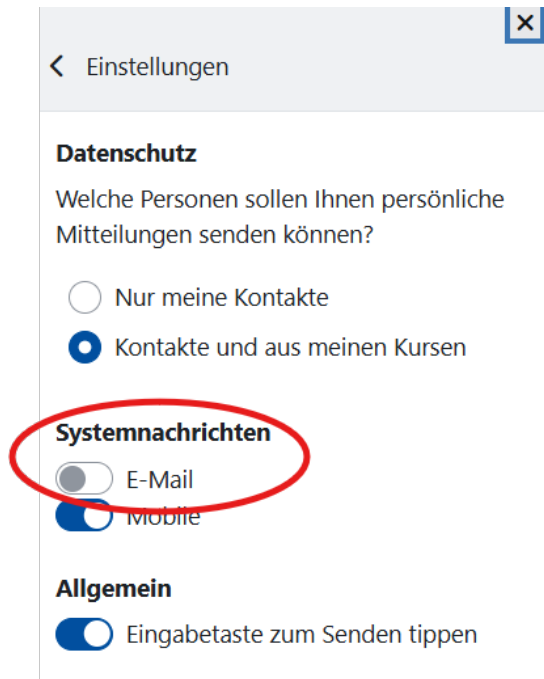 Einstellungen
Datenschutz
Welche Personen sollen Ihnen persönliche
Mitteilungen senden können?
Nur meine Kontakte
Kontakte und aus meinen Kursen
Systemnachrichten
E-Mail
Mobile
Allgemein
Eingabetaste zum Senden tippen